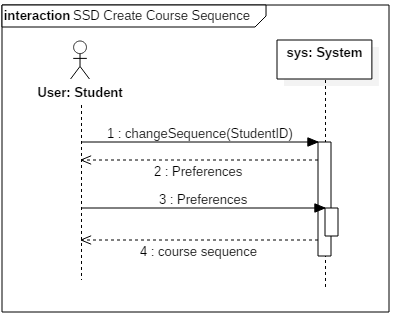 interaction SSD Create Course Sequence
sys: System
User: Student
1 : changeSequence(StudentID)
2 : Preferences
3 : Preferences
4 : course sequence